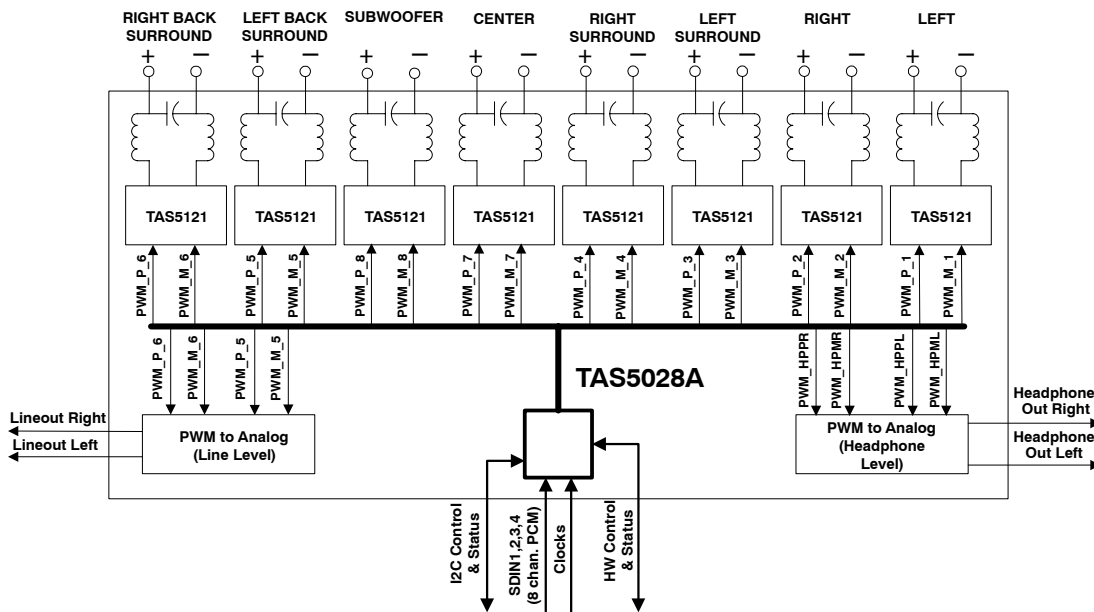 RIGHT BACK
SURROUND
LEFT BACK
SURROUND
SUBWOOFER
CENTER
RIGHT
SURROUND
LEFT
SURROUND
RIGHT
LEFT
+ −
+ −
+ −
+ −
+ −
+ −
+ −
+ −
TAS5121
TAS5121
TAS5121
TAS5121
TAS5121
TAS5121
TAS5121
TAS5121
PWM_P_6
PWM_M_6
PWM_P_5
PWM_M_5
PWM_P_8
PWM_M_8
PWM_P_7
PWM_M_7
PWM_P_4
PWM_M_4
PWM_P_3
PWM_M_3
PWM_P_2
PWM_M_2
PWM_P_1
PWM_M_1
PWM_P_6
PWM_M_6
PWM_P_5
PWM_M_5
PWM_HPPR
PWM_HPMR
PWM_HPPL
PWM_HPML
TAS5028A
Lineout Right
Lineout Left
PWM to Analog
(Line Level)
PWM to Analog
(Headphone
Level)
Headphone
Out Right
Headphone
Out Left
I2C Control
& Status
SDIN1,2,3,4
(8 chan. PCM)
Clocks
HW Control
& Status